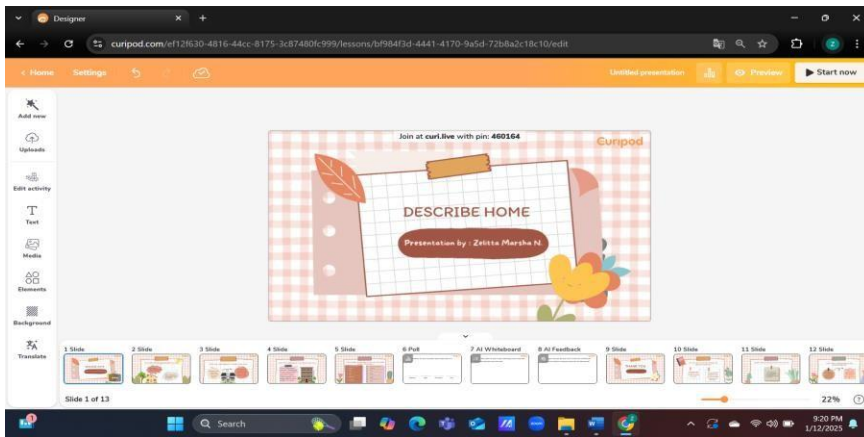 Designer
curipod.com/ef12f630-4816-44cc-8175-3c87480fc999/lessons/bf984f3d-4441-4170-9a5d-72b8a2c18c10/edit
Home Settings Untitled presentation Preview Start now
Add new
Uploads
Edit activity
Text
Media
Elements
Background
Translate
Join at curi.live with pin: 460164
Curipod
DESCRIBE HOME
Presentation by : Zelitta Marsha N.
1 Slide 2 Slide 3 Slide 4 Slide 5 Slide 6 Poll 7 AI Whiteboard 8 AI Feedback 9 Slide 10 Slide 11 Slide 12 Slide
Slide 1 of 13 22%
Search
9:20 PM
1/12/2025